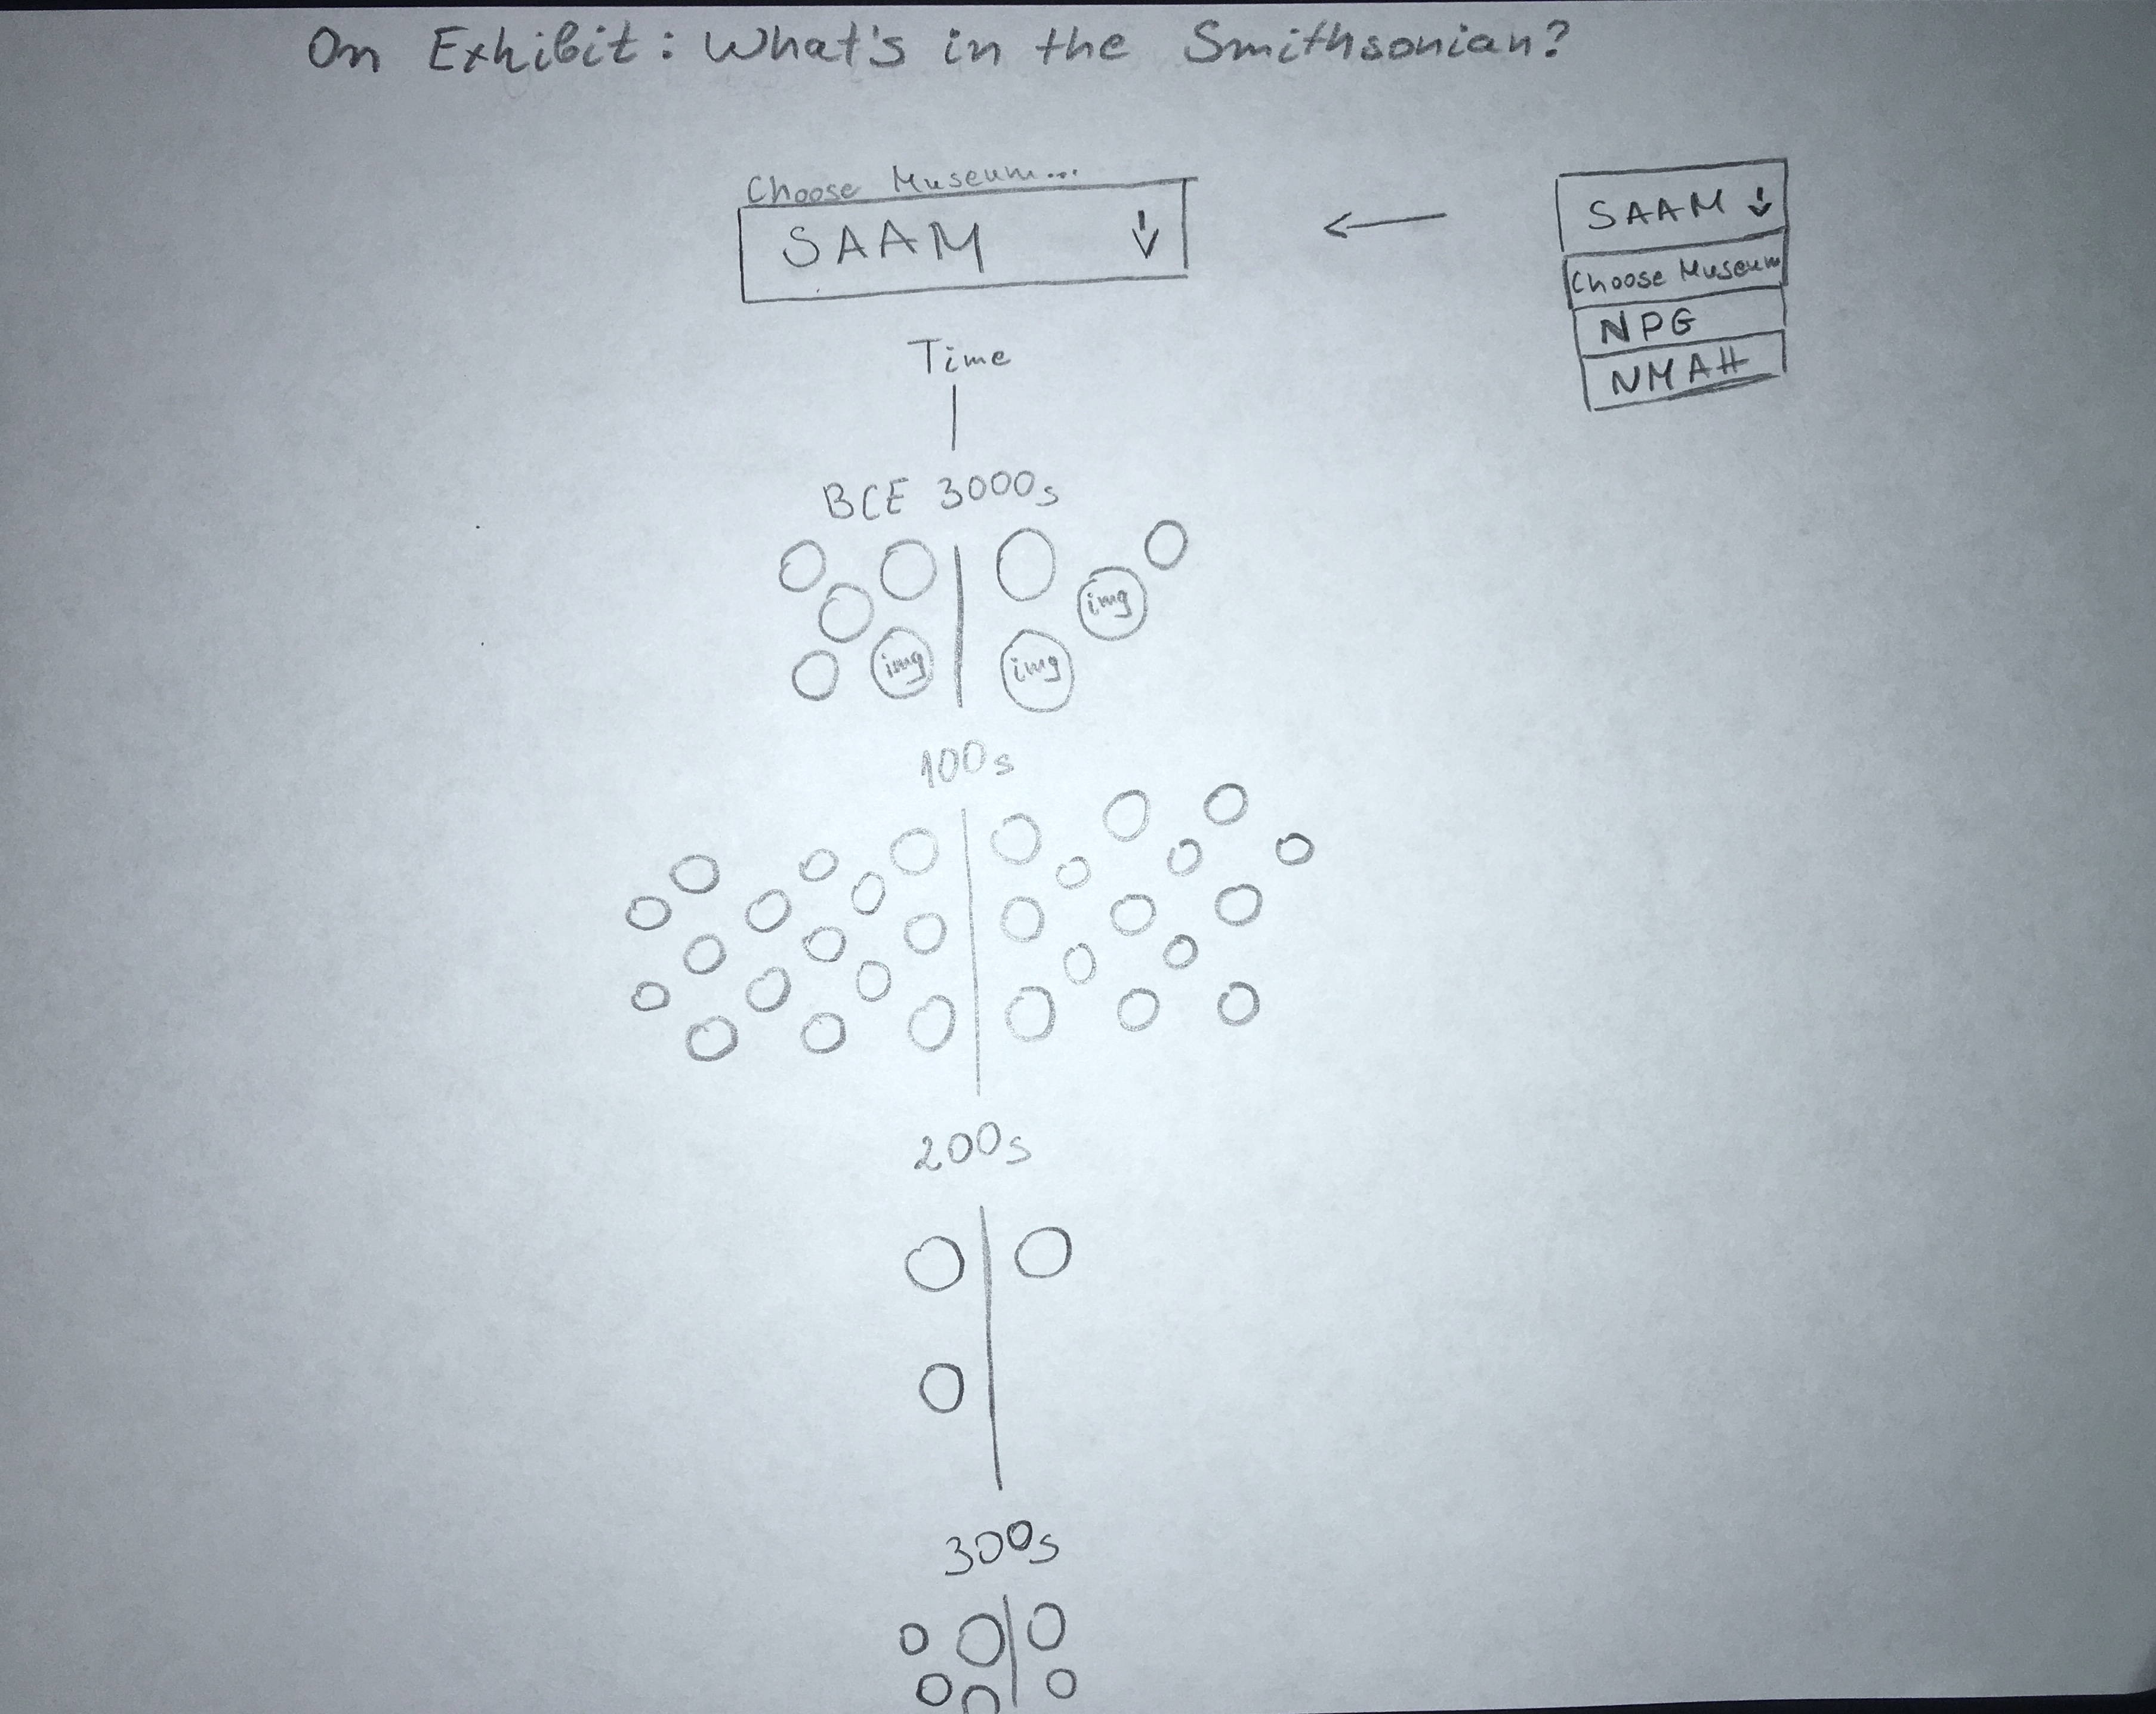 On Exhibit: What's in the Smithsonian?
Choose Museum...
SAAM
SAAM
Choose Museum
NPG
NMAH
Time
BCE 3000s
img
img
img
100s
200s
300s